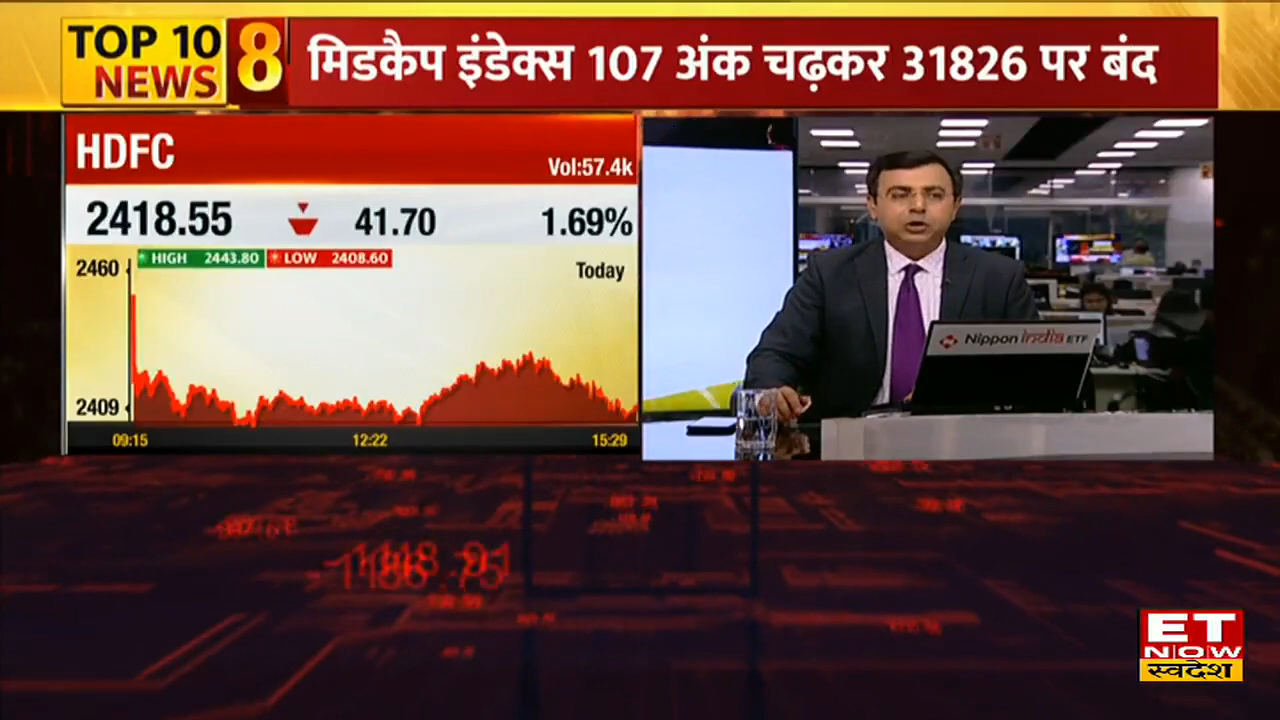 TOP 10
NEWS
8
मिडकैप इंडेक्स 107 अंक चढ़कर 31826 पर बंद
HDFC
Vol:57.4k
2418.55 41.70 1.69%
HIGH 2443.80 LOW 2408.60
Today
2460
2409
09:15 12:22 15:29
Nippon india ETF
ET
NOW
स्वदेश